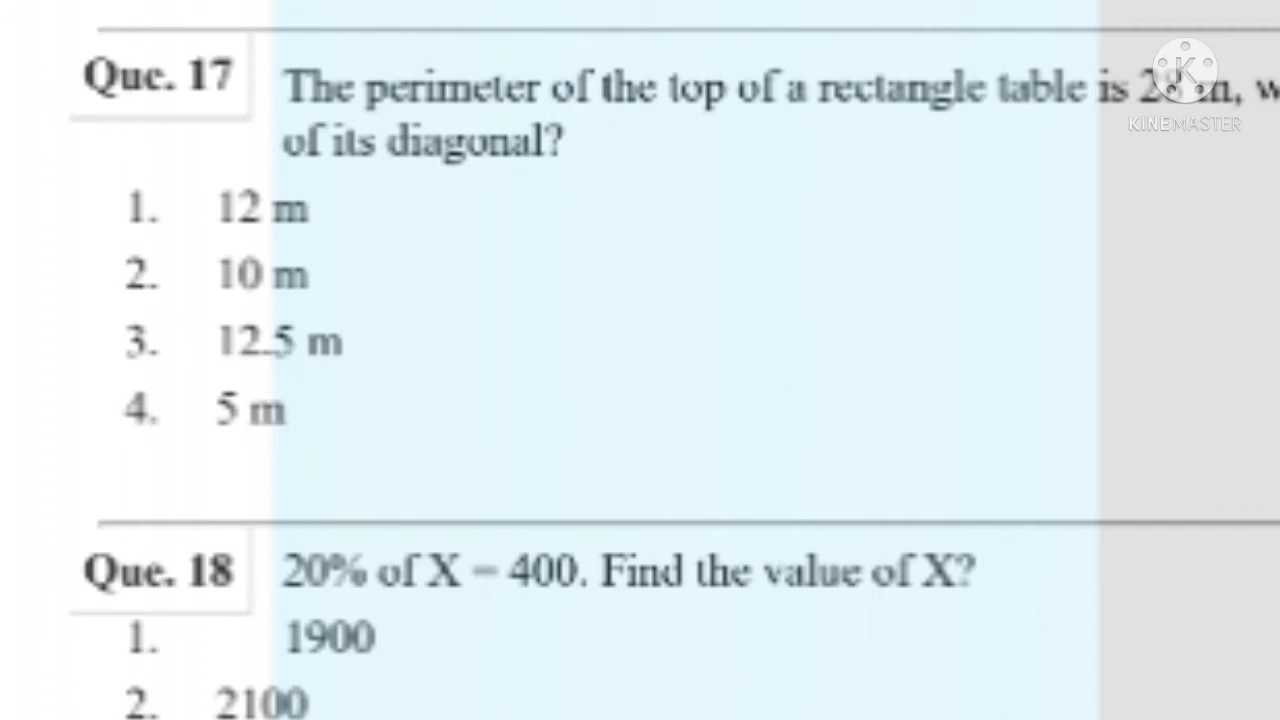 Que. 17 The perimeter of the top of a rectangle table is 28 m,
of its diagonal?
1. 12 m
2. 10 m
3. 12.5 m
4. 5 m
KINEMASTER
Que. 18 20% of X = 400. Find the value of X?
1. 1900
2. 2100